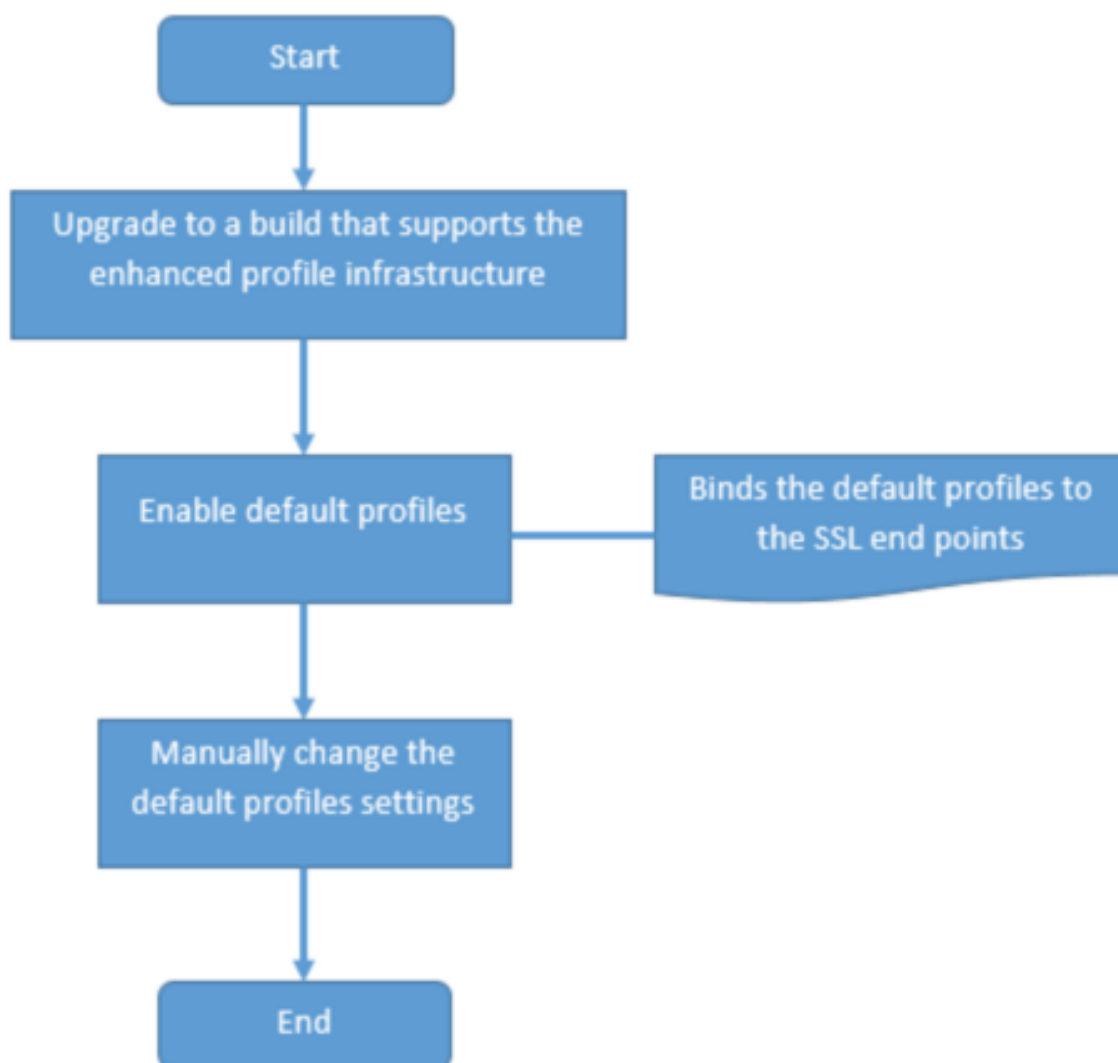 Start
Upgrade to a build that supports the
enhanced profile infrastructure
Enable default profiles
Binds the default profiles to
the SSL end points
Manually change the
default profiles settings
End